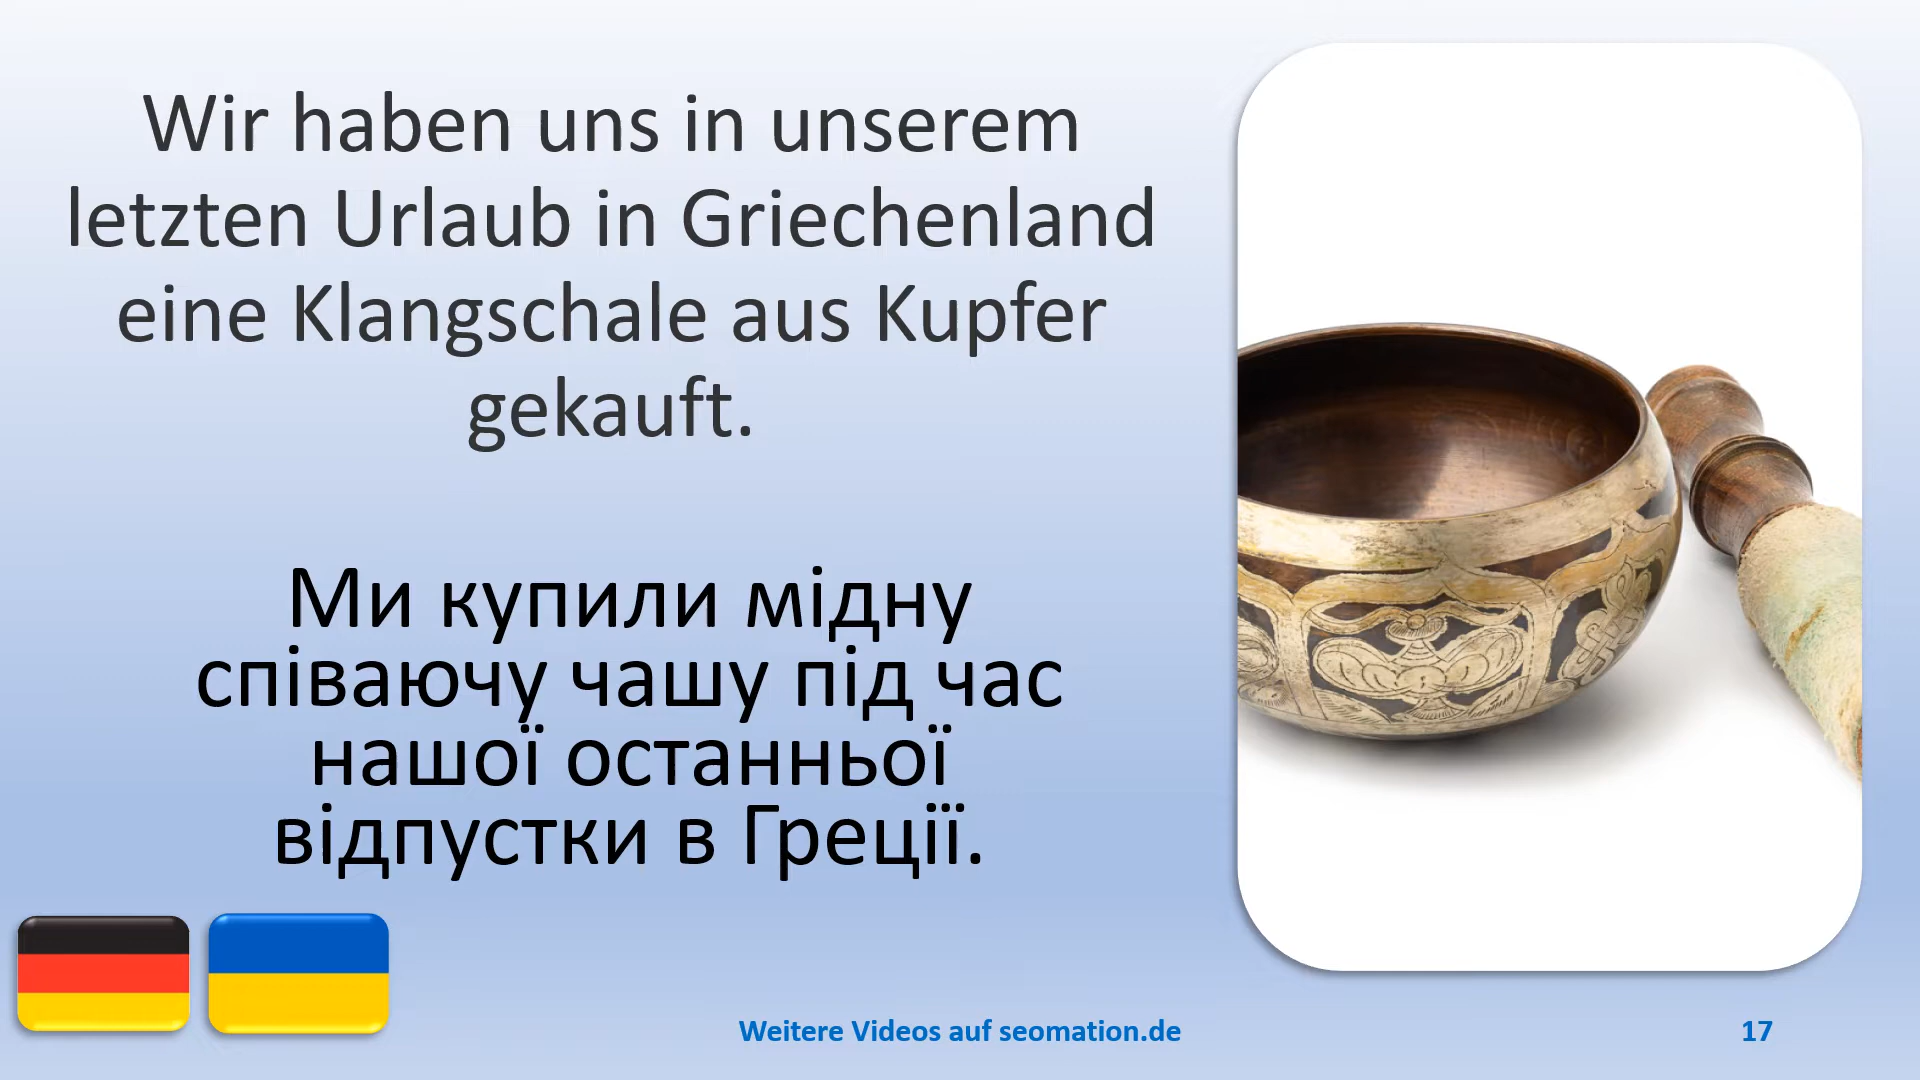 Wir haben uns in unserem
letzten Urlaub in Griechenland
eine Klangschale aus Kupfer
gekauft.
Ми купили мідну
співаючу чашу під час
нашої останньої
відпустки в Греції.
Weitere Videos auf seomation.de
17